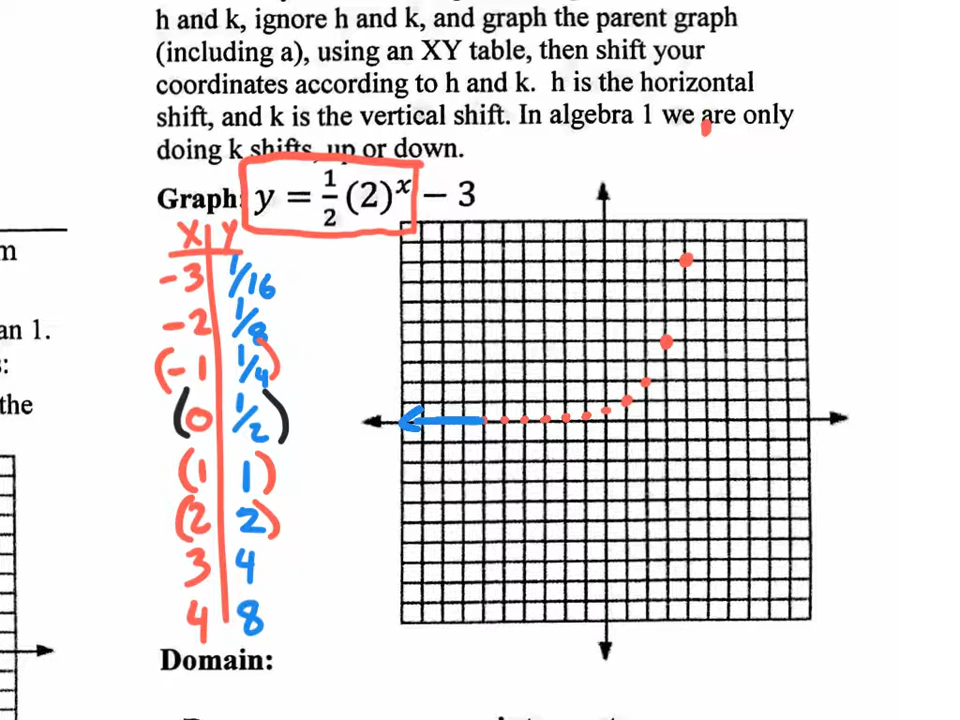 h and k, ignore h and k, and graph the parent graph
(including a), using an XY table, then shift your
coordinates according to h and k. h is the horizontal
shift, and k is the vertical shift. In algebra 1 we are only
doing k shifts, up or down.
Graph: y = 1/2 (2)^x − 3
X | Y
-3 1/16
-2 1/8
(-1 1/4)
(0 1/2)
(1 1)
(2 2)
3 4
4 8
Domain:
m
an 1.
s:
the